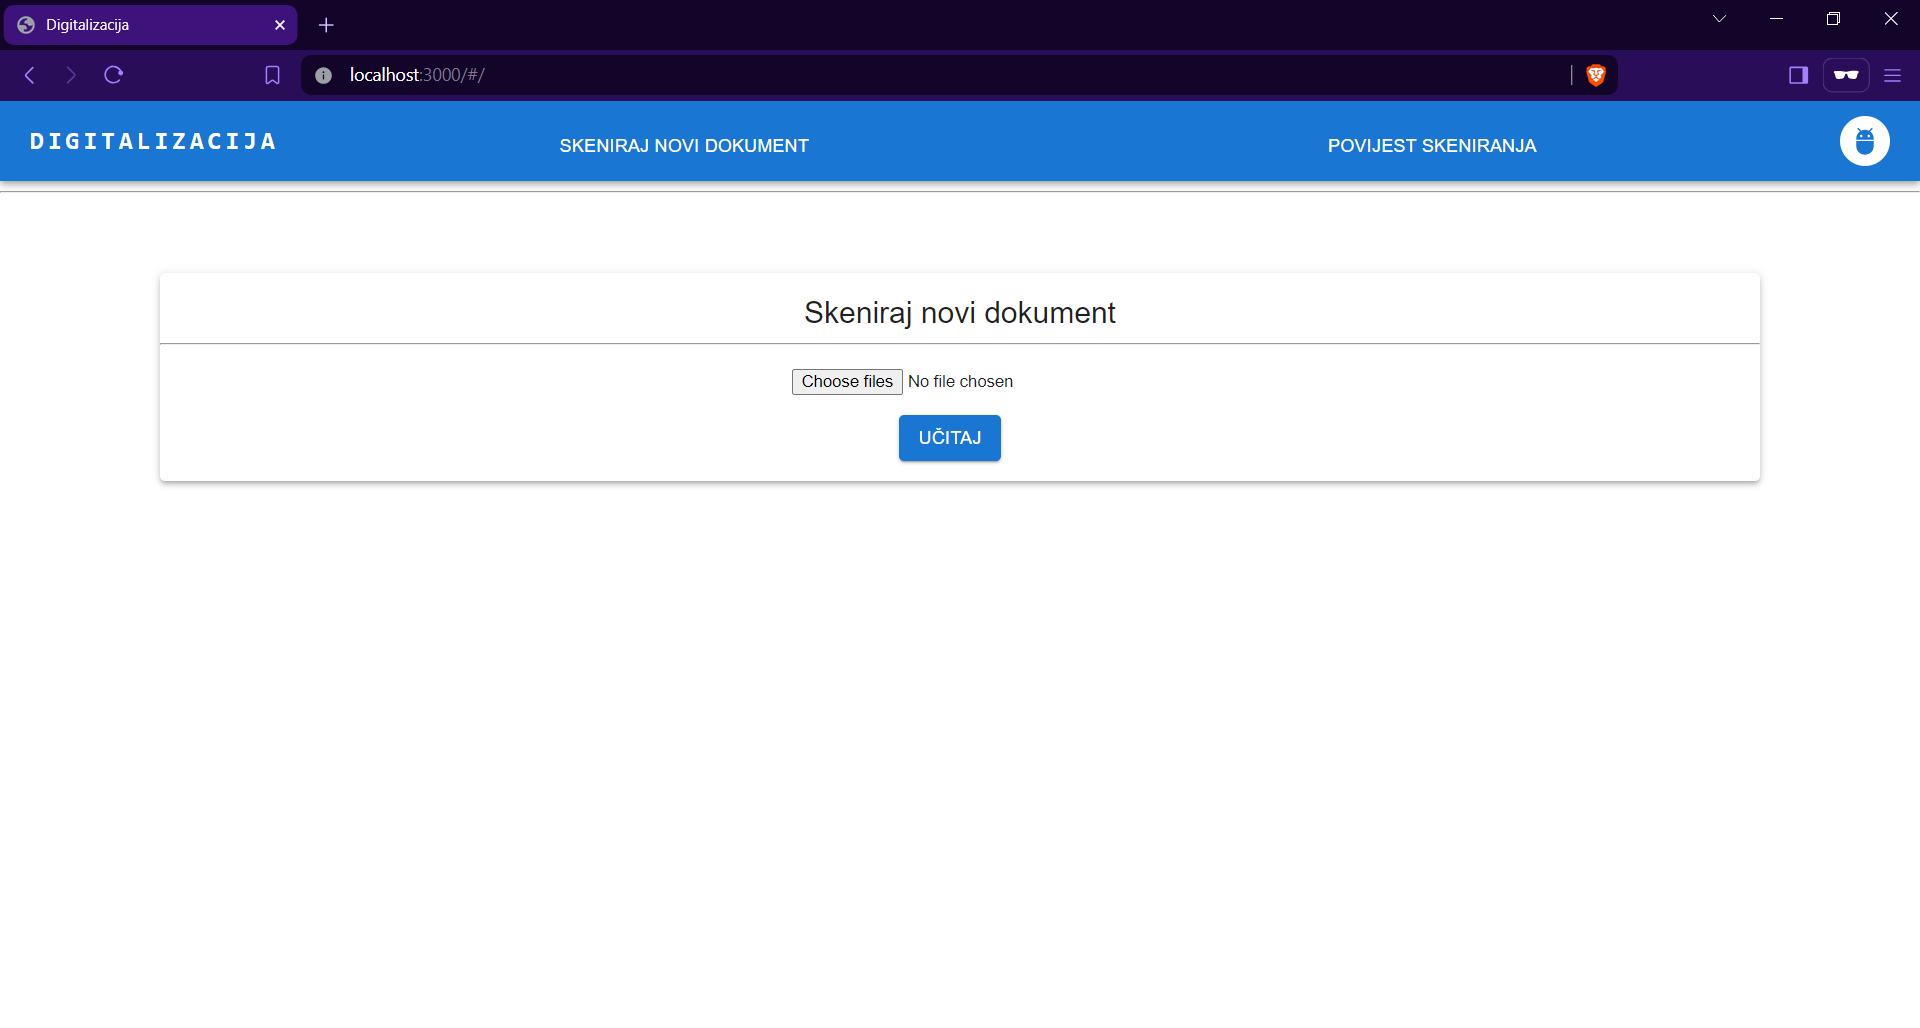 Digitalizacija
localhost:3000/#/
DIGITALIZACIJA
SKENIRAJ NOVI DOKUMENT
POVIJEST SKENIRANJA
Skeniraj novi dokument
Choose files No file chosen
UČITAJ